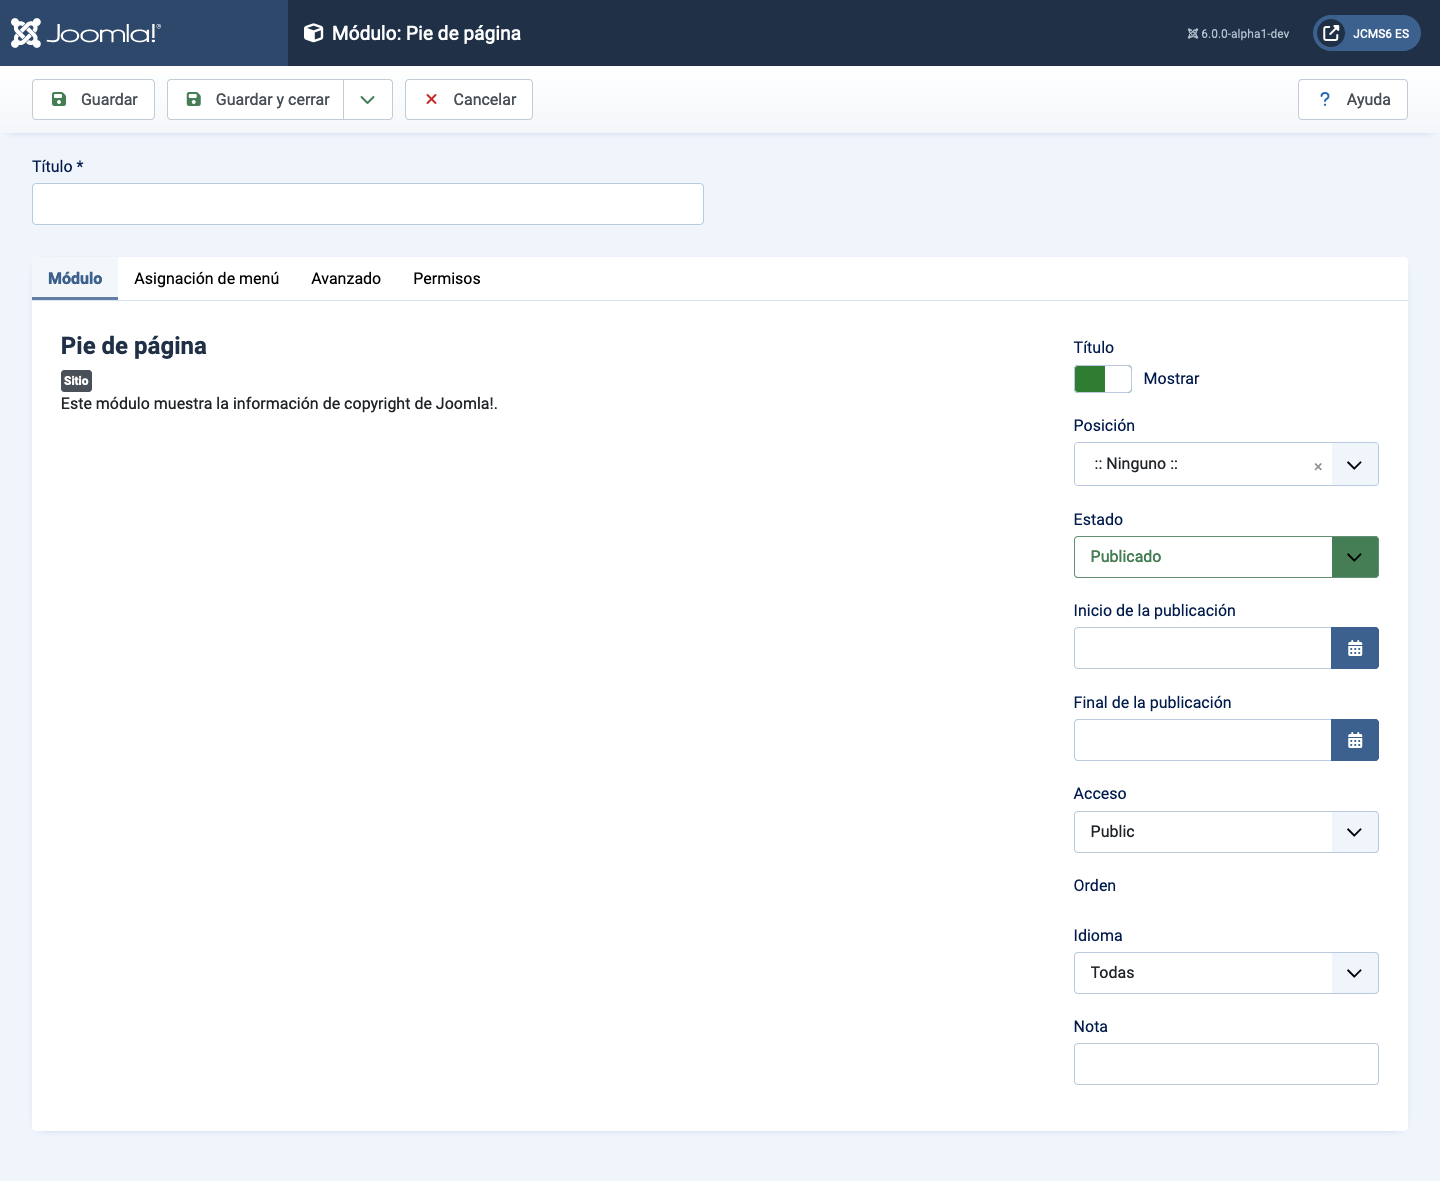 Joomla!®
Módulo: Pie de página
6.0.0-alpha1-dev
JCMS6 ES
Guardar
Guardar y cerrar
Cancelar
? Ayuda
Título *
Módulo
Asignación de menú
Avanzado
Permisos
Pie de página
Sitio
Este módulo muestra la información de copyright de Joomla!.
Título
Mostrar
Posición
:: Ninguno ::
×
Estado
Publicado
Inicio de la publicación
Final de la publicación
Acceso
Public
Orden
Idioma
Todas
Nota